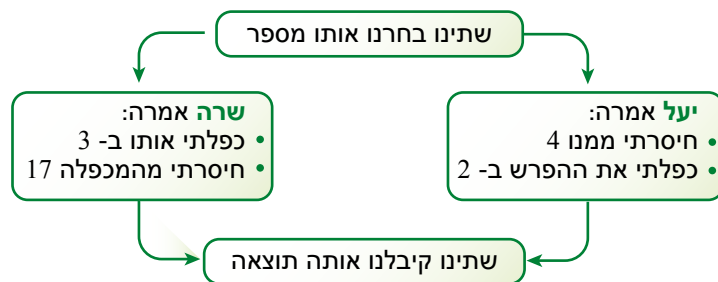 שתינו בחרנו אותו מספר
יעל אמרה:
• חיסרתי ממנו 4
• כפלתי את ההפרש ב- 2
שרה אמרה:
• כפלתי אותו ב- 3
• חיסרתי מהמכפלה 17
שתינו קיבלנו אותה תוצאה